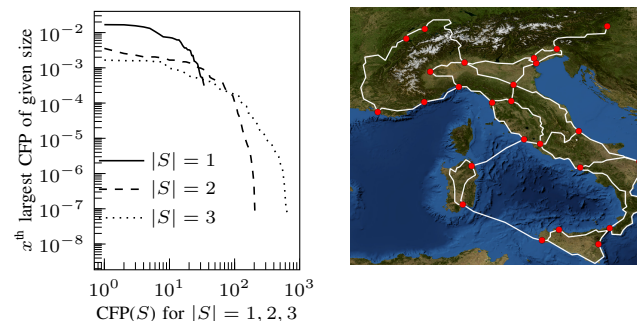 x^th largest CFP of given size
10^−2
10^−3
10^−4
10^−5
10^−6
10^−7
10^−8
|S| = 1
|S| = 2
|S| = 3
10^0
10^1
10^2
10^3
CFP(S) for |S| = 1, 2, 3